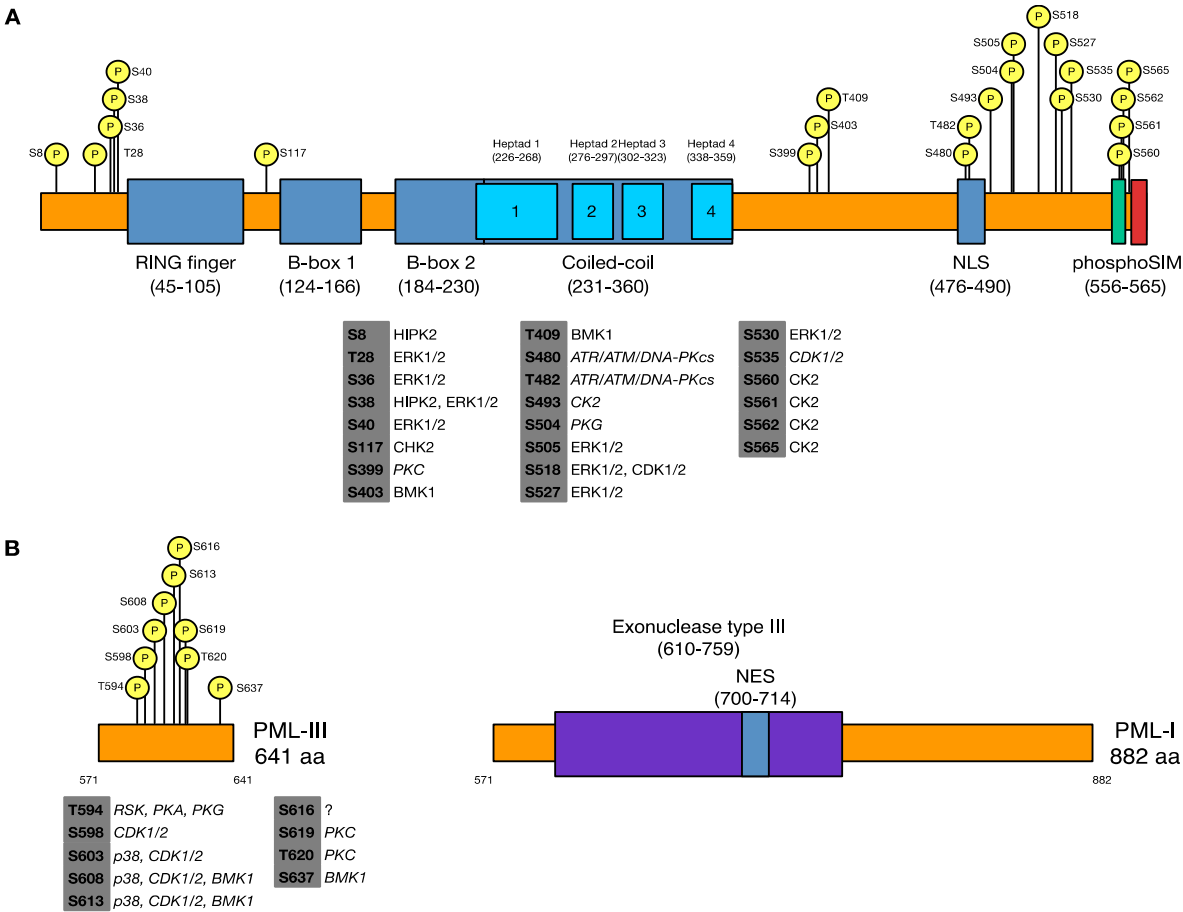 A
P S518
S505 P
P S527
P S40
S504 P
P S535
P S565
P S38
P T409
S493 P
P S530
P S562
P S36
P S403
T482 P
P S561
S8 P
P T28
P S117
S399 P
S480 P
P S560
Heptad 1 Heptad 2 Heptad 3 Heptad 4
(226-268) (276-297) (302-323) (338-359)
1 2 3 4
RING finger B-box 1 B-box 2 Coiled-coil NLS phosphoSIM
(45-105) (124-166) (184-230) (231-360) (476-490) (556-565)
S8 HIPK2
T28 ERK1/2
S36 ERK1/2
S38 HIPK2, ERK1/2
S40 ERK1/2
S117 CHK2
S399 PKC
S403 BMK1
T409 BMK1
S480 ATR/ATM/DNA-PKcs
T482 ATR/ATM/DNA-PKcs
S493 CK2
S504 PKG
S505 ERK1/2
S518 ERK1/2, CDK1/2
S527 ERK1/2
S530 ERK1/2
S535 CDK1/2
S560 CK2
S561 CK2
S562 CK2
S565 CK2
B
P S616
P S613
S608 P
S603 P
P S619
S598 P
P T620
T594 P
P S637
PML-III
641 aa
571 641
Exonuclease type III
(610-759)
NES
(700-714)
PML-I
882 aa
571 882
T594 RSK, PKA, PKG
S598 CDK1/2
S603 p38, CDK1/2
S608 p38, CDK1/2, BMK1
S613 p38, CDK1/2, BMK1
S616 ?
S619 PKC
T620 PKC
S637 BMK1